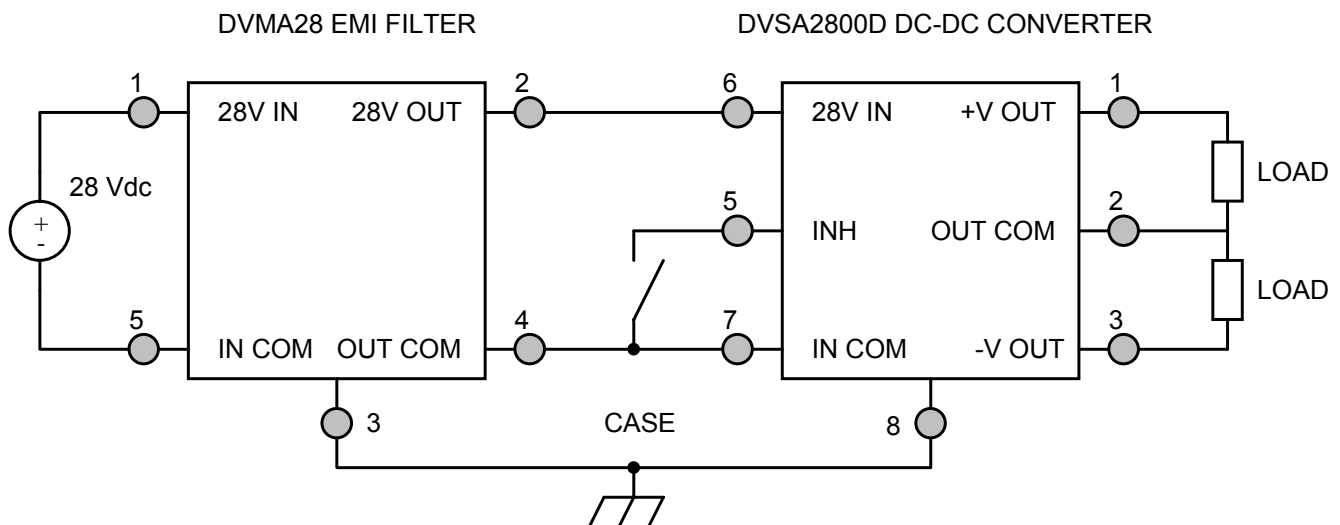 DVMA28 EMI FILTER
DVSA2800D DC-DC CONVERTER
1
28V IN
28V OUT
2
6
28V IN
+V OUT
1
28 Vdc
+
-
LOAD
5
INH
OUT COM
2
LOAD
5
IN COM
OUT COM
4
7
IN COM
-V OUT
3
3
CASE
8